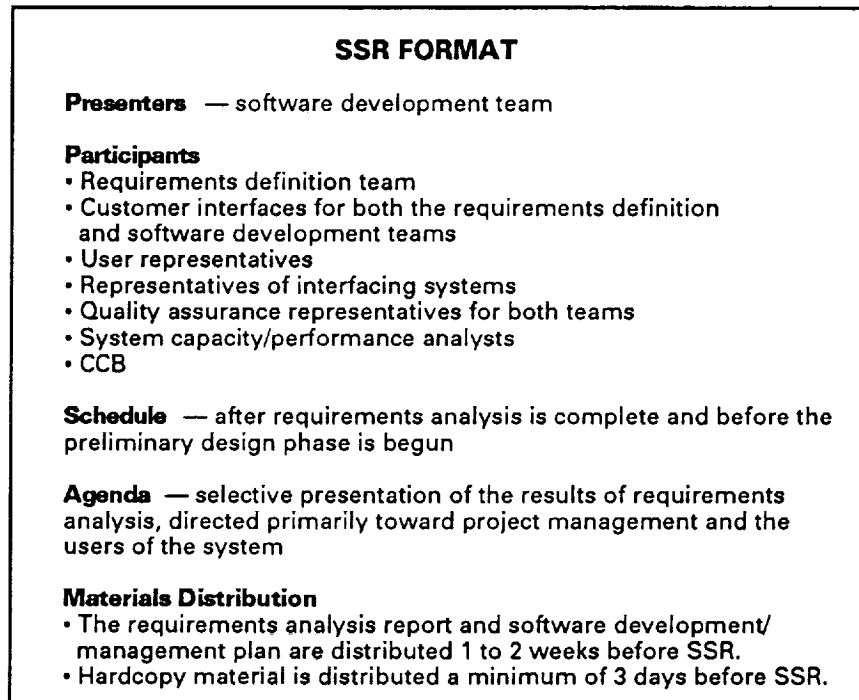 SSR FORMAT
Presenters — software development team
Participants
• Requirements definition team
• Customer interfaces for both the requirements definition
and software development teams
• User representatives
• Representatives of interfacing systems
• Quality assurance representatives for both teams
• System capacity/performance analysts
• CCB
Schedule — after requirements analysis is complete and before the
preliminary design phase is begun
Agenda — selective presentation of the results of requirements
analysis, directed primarily toward project management and the
users of the system
Materials Distribution
• The requirements analysis report and software development/
management plan are distributed 1 to 2 weeks before SSR.
• Hardcopy material is distributed a minimum of 3 days before SSR.